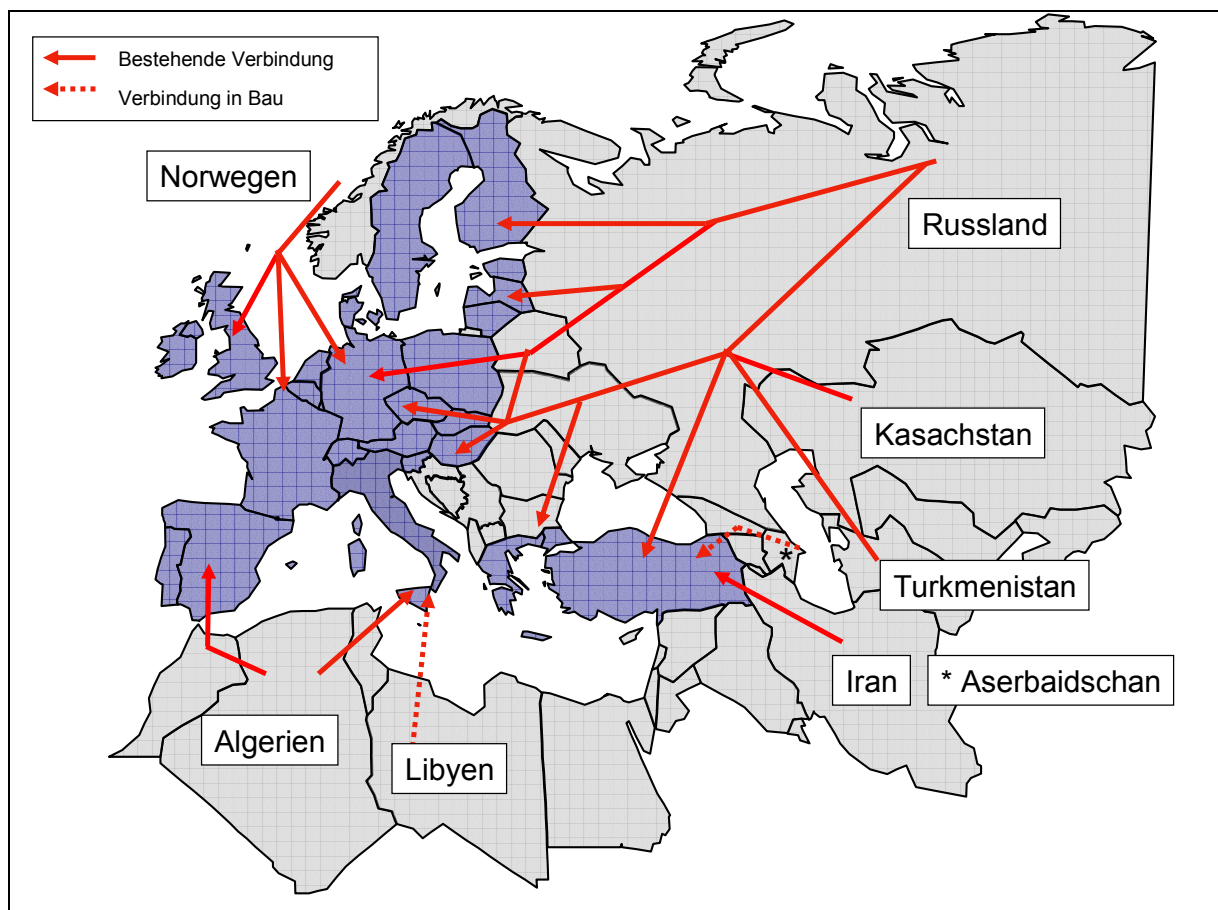 Bestehende Verbindung
Verbindung in Bau
Norwegen
Russland
Kasachstan
Turkmenistan
Iran
* Aserbaidschan
*
Algerien
Libyen